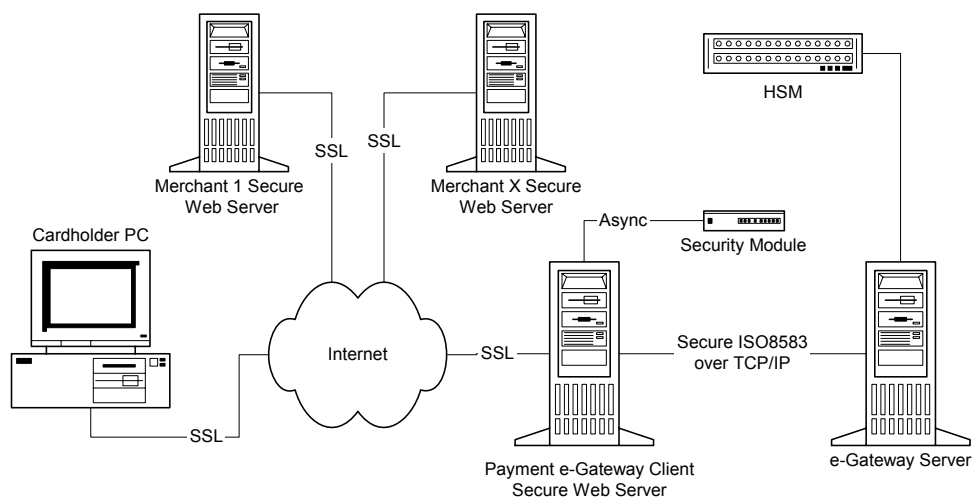 HSM
SSL
SSL
Merchant 1 Secure
Web Server
Merchant X Secure
Web Server
Async
Cardholder PC
Security Module
Internet
SSL
Secure ISO8583
over TCP/IP
SSL
Payment e-Gateway Client
Secure Web Server
e-Gateway Server